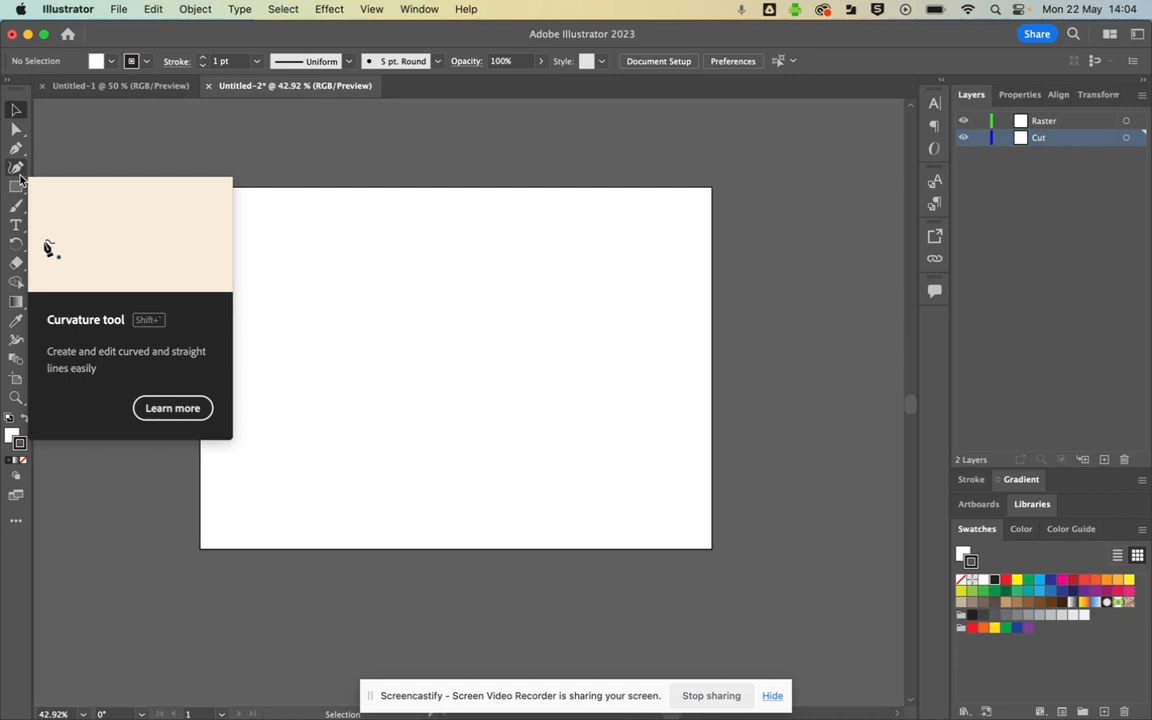 Illustrator File Edit Object Type Select Effect View Window Help Mon 22 May 14:04
Adobe Illustrator 2023 Share
No Selection Stroke: 1 pt Uniform 5 pt. Round Opacity: 100% Style: Document Setup Preferences
Untitled-1 @ 50 % (RGB/Preview) Untitled-2* @ 42.92 % (RGB/Preview)
Layers Properties Align Transform
Raster
Cut
Curvature tool Shift+`
Create and edit curved and straight
lines easily
Learn more
2 Layers
Stroke Gradient
Artboards Libraries
Swatches Color Color Guide
Screencastify - Screen Video Recorder is sharing your screen. Stop sharing Hide
42.92% 0° 1 Selection